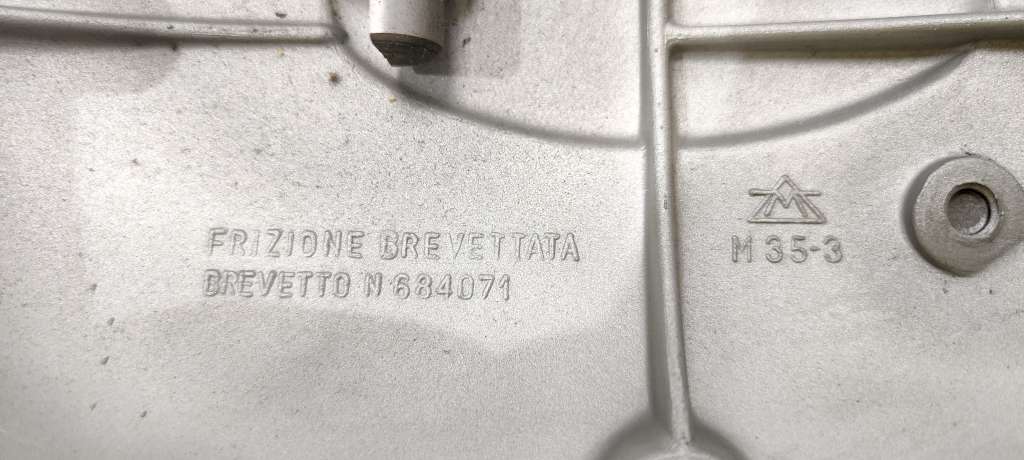 FRIZIONE BREVETTATA
BREVETTO N 684071
M 35-3